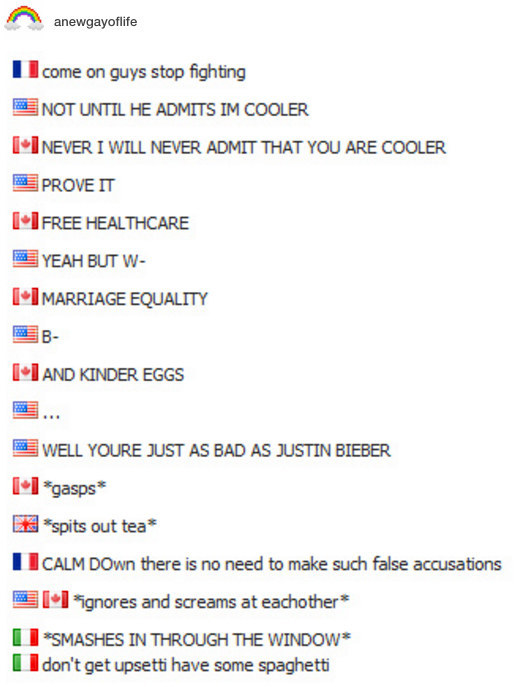 anewgayoflife
come on guys stop fighting
NOT UNTIL HE ADMITS IM COOLER
NEVER I WILL NEVER ADMIT THAT YOU ARE COOLER
PROVE IT
FREE HEALTHCARE
YEAH BUT W-
MARRIAGE EQUALITY
B-
AND KINDER EGGS
...
WELL YOURE JUST AS BAD AS JUSTIN BIEBER
*gasps*
*spits out tea*
CALM DOwn there is no need to make such false accusations
*ignores and screams at eachother*
*SMASHES IN THROUGH THE WINDOW*
don't get upsetti have some spaghetti